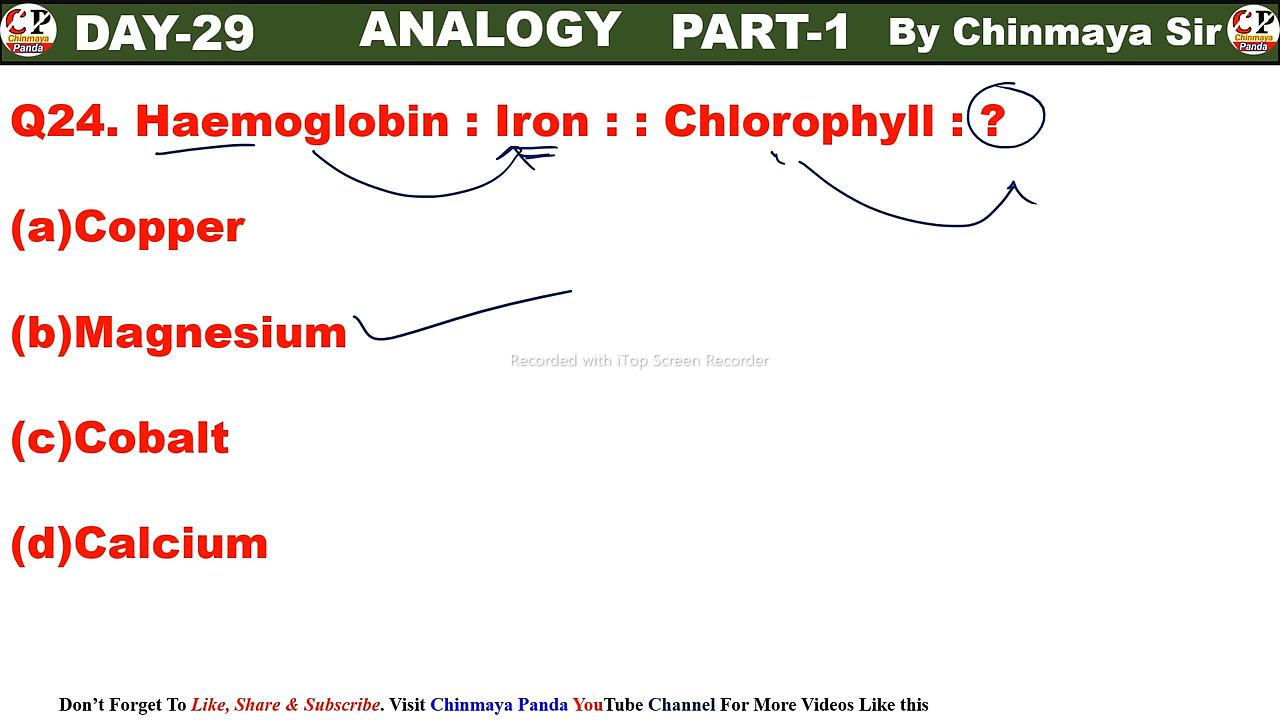 CP Chinmaya Panda DAY-29 ANALOGY PART-1 By Chinmaya Sir CP Chinmaya Panda
Q24. Haemoglobin : Iron : : Chlorophyll : ?
(a)Copper
(b)Magnesium
Recorded with iTop Screen Recorder
(c)Cobalt
(d)Calcium
Don’t Forget To Like, Share & Subscribe. Visit Chinmaya Panda YouTube Channel For More Videos Like this